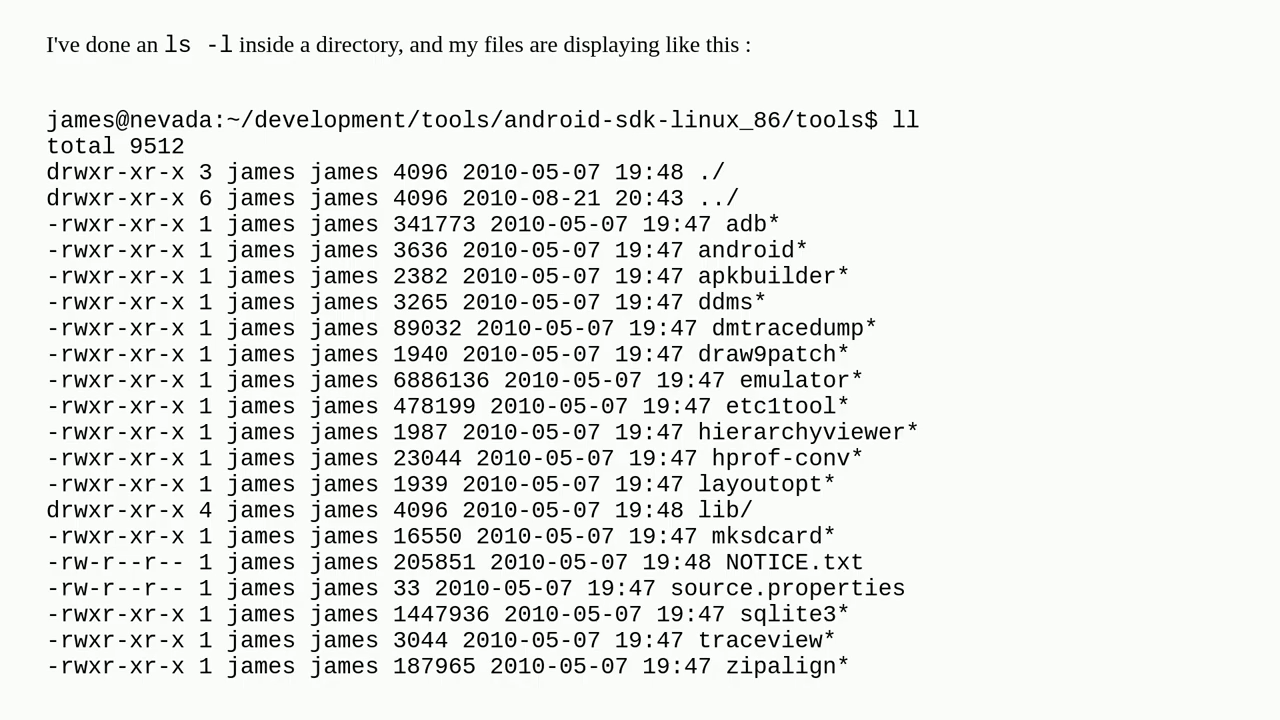 I've done an ls -l inside a directory, and my files are displaying like this :
james@nevada:~/development/tools/android-sdk-linux_86/tools$ ll
total 9512
drwxr-xr-x 3 james james 4096 2010-05-07 19:48 ./
drwxr-xr-x 6 james james 4096 2010-08-21 20:43 ../
-rwxr-xr-x 1 james james 341773 2010-05-07 19:47 adb*
-rwxr-xr-x 1 james james 3636 2010-05-07 19:47 android*
-rwxr-xr-x 1 james james 2382 2010-05-07 19:47 apkbuilder*
-rwxr-xr-x 1 james james 3265 2010-05-07 19:47 ddms*
-rwxr-xr-x 1 james james 89032 2010-05-07 19:47 dmtracedump*
-rwxr-xr-x 1 james james 1940 2010-05-07 19:47 draw9patch*
-rwxr-xr-x 1 james james 6886136 2010-05-07 19:47 emulator*
-rwxr-xr-x 1 james james 478199 2010-05-07 19:47 etc1tool*
-rwxr-xr-x 1 james james 1987 2010-05-07 19:47 hierarchyviewer*
-rwxr-xr-x 1 james james 23044 2010-05-07 19:47 hprof-conv*
-rwxr-xr-x 1 james james 1939 2010-05-07 19:47 layoutopt*
drwxr-xr-x 4 james james 4096 2010-05-07 19:48 lib/
-rwxr-xr-x 1 james james 16550 2010-05-07 19:47 mksdcard*
-rw-r--r-- 1 james james 205851 2010-05-07 19:48 NOTICE.txt
-rw-r--r-- 1 james james 33 2010-05-07 19:47 source.properties
-rwxr-xr-x 1 james james 1447936 2010-05-07 19:47 sqlite3*
-rwxr-xr-x 1 james james 3044 2010-05-07 19:47 traceview*
-rwxr-xr-x 1 james james 187965 2010-05-07 19:47 zipalign*